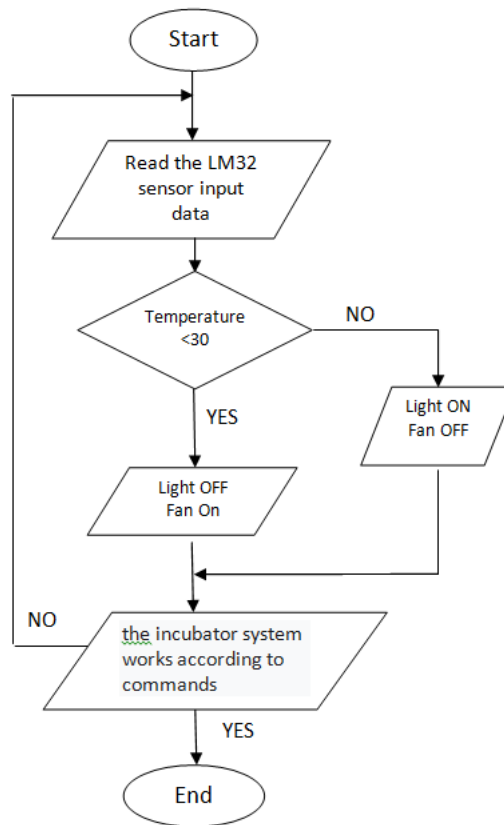 Start
Read the LM32
sensor input
data
Temperature
<30
NO
YES
Light ON
Fan OFF
Light OFF
Fan On
NO
the incubator system
works according to
commands
YES
End